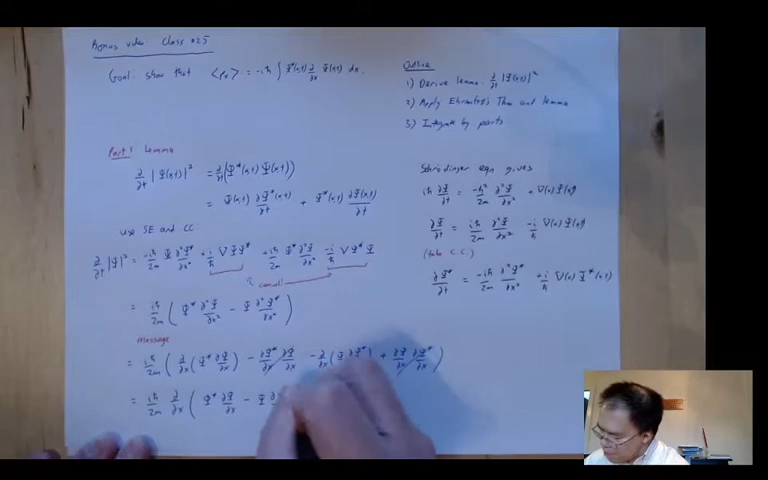 Bonus video Class #25
Goal: show that <p_x> = -iħ ∫ Ψ*(x,t) ∂/∂x Ψ(x,t) dx.
Outline
1) Derive lemma: ∂/∂t |Ψ(x,t)|²
2) Apply Ehrenfest's Thm and lemma
3) Integrate by parts
Part 1 Lemma
∂/∂t |Ψ(x,t)|² = ∂/∂t (Ψ*(x,t) Ψ(x,t))
= Ψ(x,t) ∂Ψ*(x,t)/∂t + Ψ*(x,t) ∂Ψ(x,t)/∂t
Schrödinger eqn gives
iħ ∂Ψ/∂t = -ħ²/2m ∂²Ψ/∂x² + V(x) Ψ(x,t)
∂Ψ/∂t = iħ/2m ∂²Ψ/∂x² - i/ħ V(x) Ψ(x,t)
(take C.C.)
∂Ψ*/∂t = -iħ/2m ∂²Ψ*/∂x² + i/ħ V(x) Ψ*(x,t)
use SE and CC
∂/∂t |Ψ|² = -iħ/2m Ψ ∂²Ψ*/∂x² + i/ħ V Ψ Ψ* + iħ/2m Ψ* ∂²Ψ/∂x² - i/ħ V Ψ* Ψ
cancel
= iħ/2m ( Ψ* ∂²Ψ/∂x² - Ψ ∂²Ψ*/∂x² )
massage
= iħ/2m ( ∂/∂x (Ψ* ∂Ψ/∂x) - ∂Ψ*/∂x ∂Ψ/∂x - ∂/∂x (Ψ ∂Ψ*) + ∂Ψ/∂x ∂Ψ*/∂x )
= iħ/2m ∂/∂x ( Ψ* ∂Ψ/∂x - Ψ